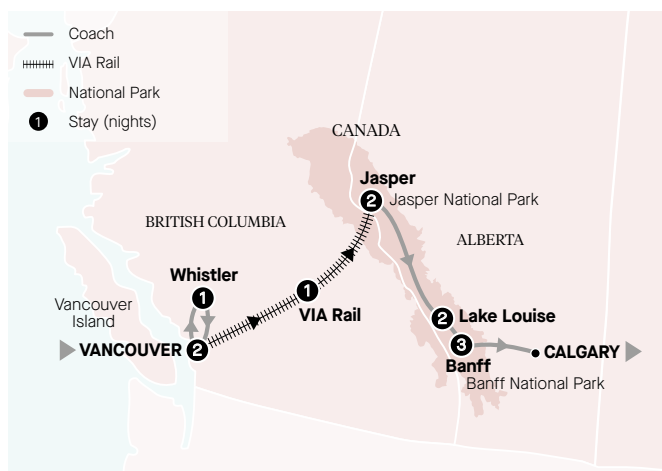 Coach
VIA Rail
National Park
1 Stay (nights)
CANADA
Jasper
2 Jasper National Park
BRITISH COLUMBIA
ALBERTA
Whistler
1
1
VIA Rail
Vancouver
Island
2 Lake Louise
VANCOUVER 2
3
Banff
CALGARY
Banff National Park